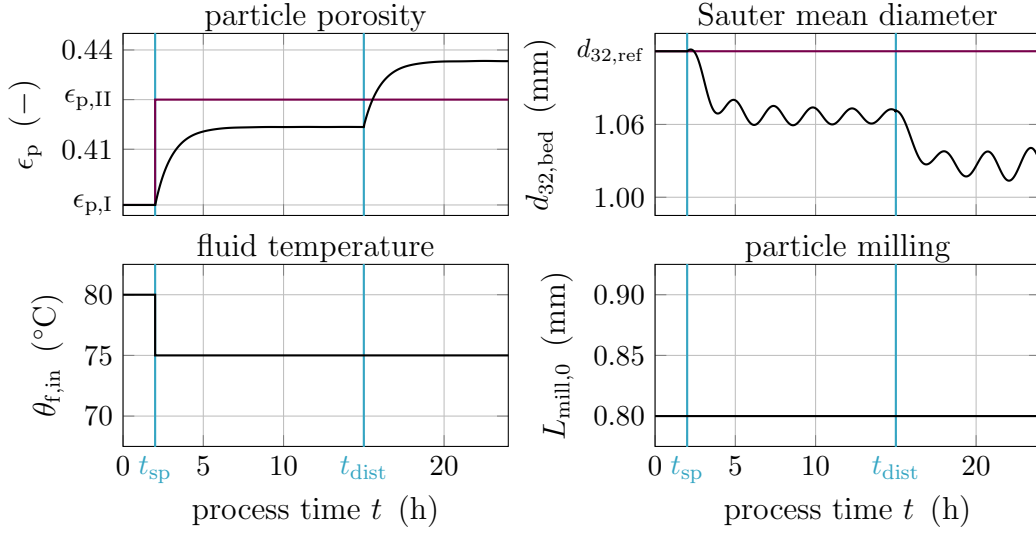 particle porosity
0.44
ϵp,II
0.41
ϵp,I
ϵp (−)
Sauter mean diameter
d32,ref
1.06
1.00
d32,bed (mm)
fluid temperature
80
75
70
θf,in (°C)
0 tsp 5 tdist 20
process time t (h)
particle milling
0.90
0.85
0.80
Lmill,0 (mm)
0 tsp 5 tdist 20
process time t (h)